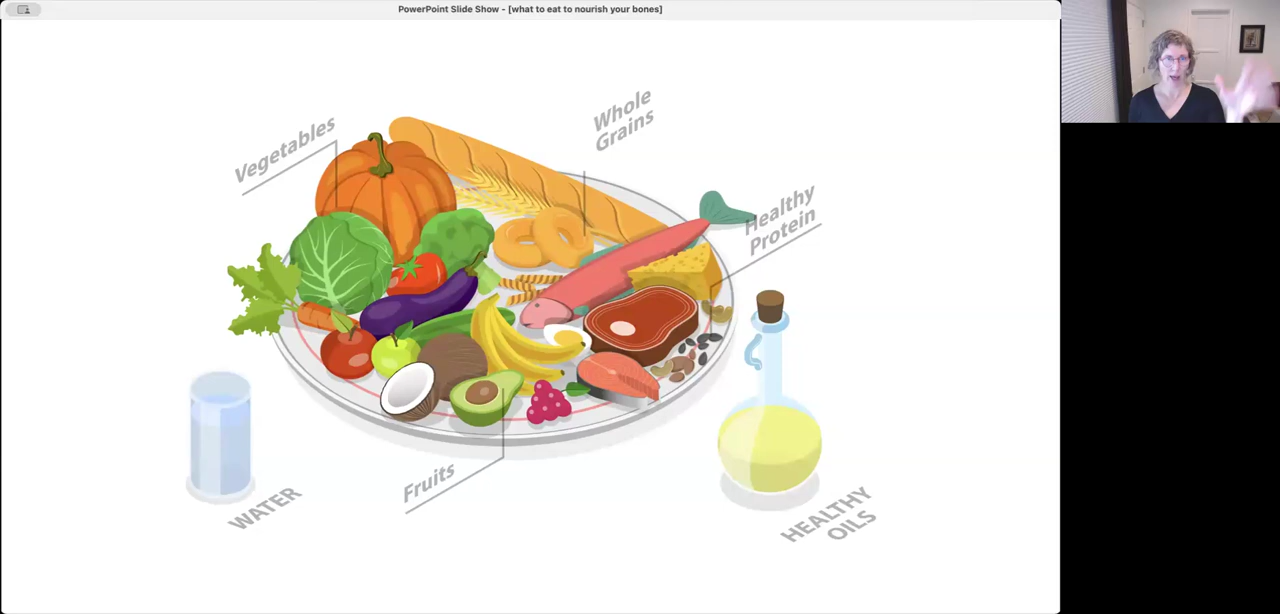 PowerPoint Slide Show - [what to eat to nourish your bones]
Vegetables
Whole
Grains
Healthy
Protein
Fruits
WATER
HEALTHY
OILS